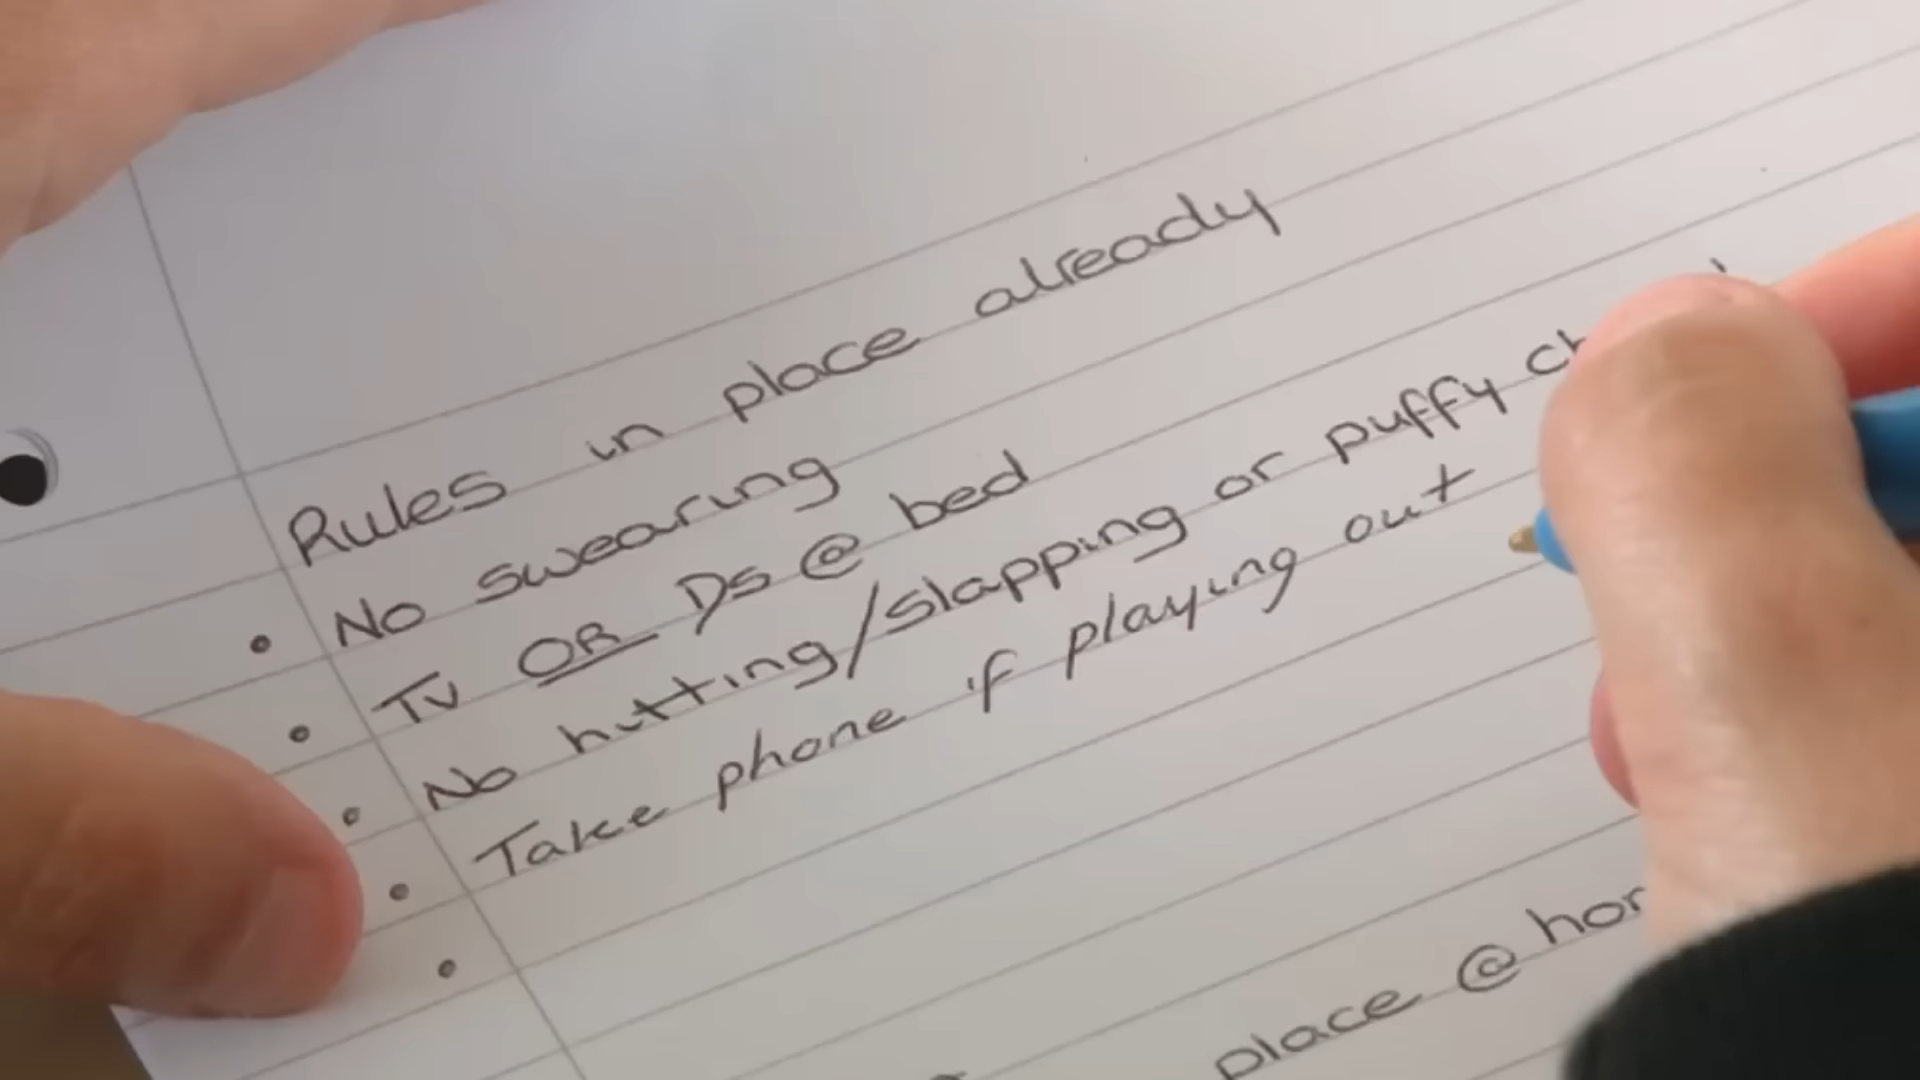 Rules in place already
• No swearing
• TV OR DS @ bed
• No hitting/slapping or puffy
• Take phone if playing out
•
place @